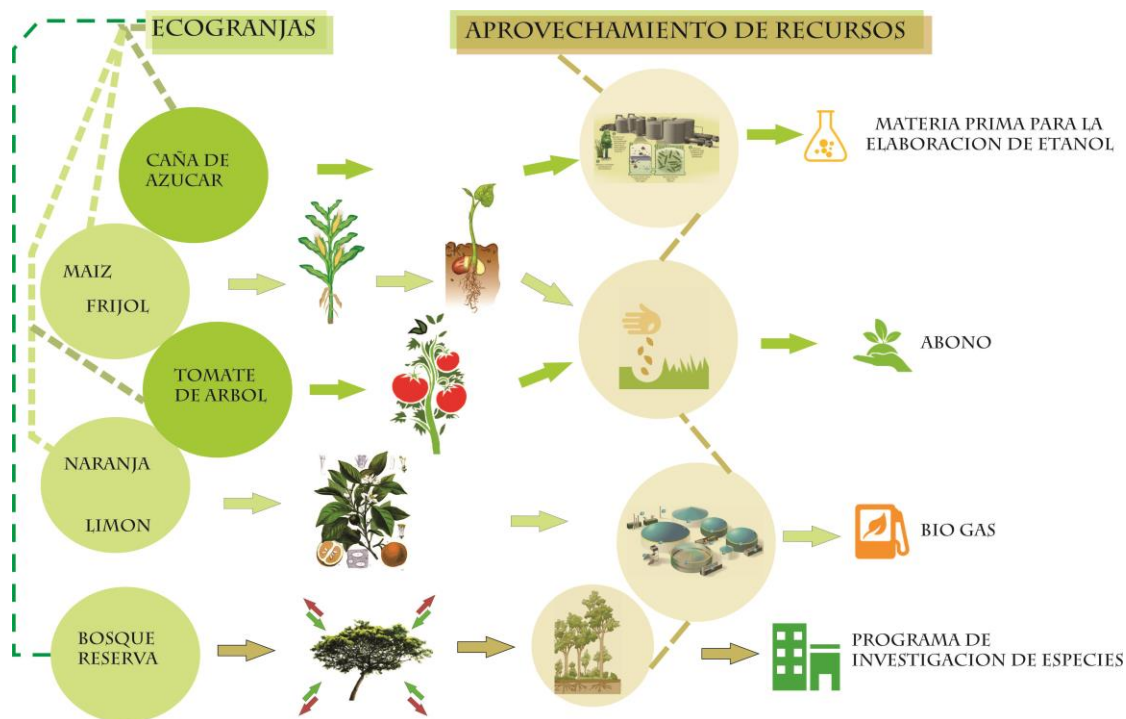 ECOGRANJAS
APROVECHAMIENTO DE RECURSOS
CAÑA DE
AZUCAR
MATERIA PRIMA PARA LA
ELABORACION DE ETANOL
MAIZ
FRIJOL
ABONO
TOMATE
DE ARBOL
NARANJA
LIMON
BIO GAS
BOSQUE
RESERVA
PROGRAMA DE
INVESTIGACION DE ESPECIES